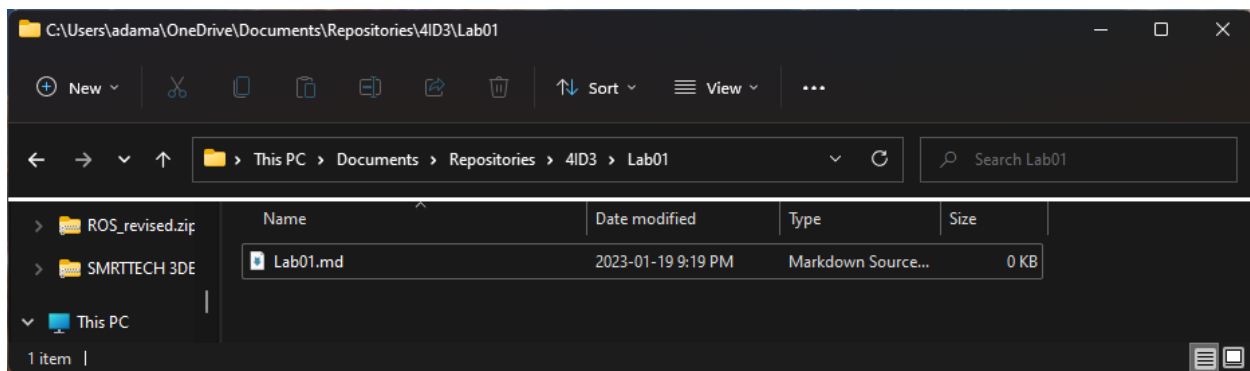 C:\Users\adama\OneDrive\Documents\Repositories\4ID3\Lab01
New Sort View
This PC > Documents > Repositories > 4ID3 > Lab01 Search Lab01
ROS_revised.zip Name Date modified Type Size
SMRTTECH 3DE Lab01.md 2023-01-19 9:19 PM Markdown Source... 0 KB
This PC
1 item